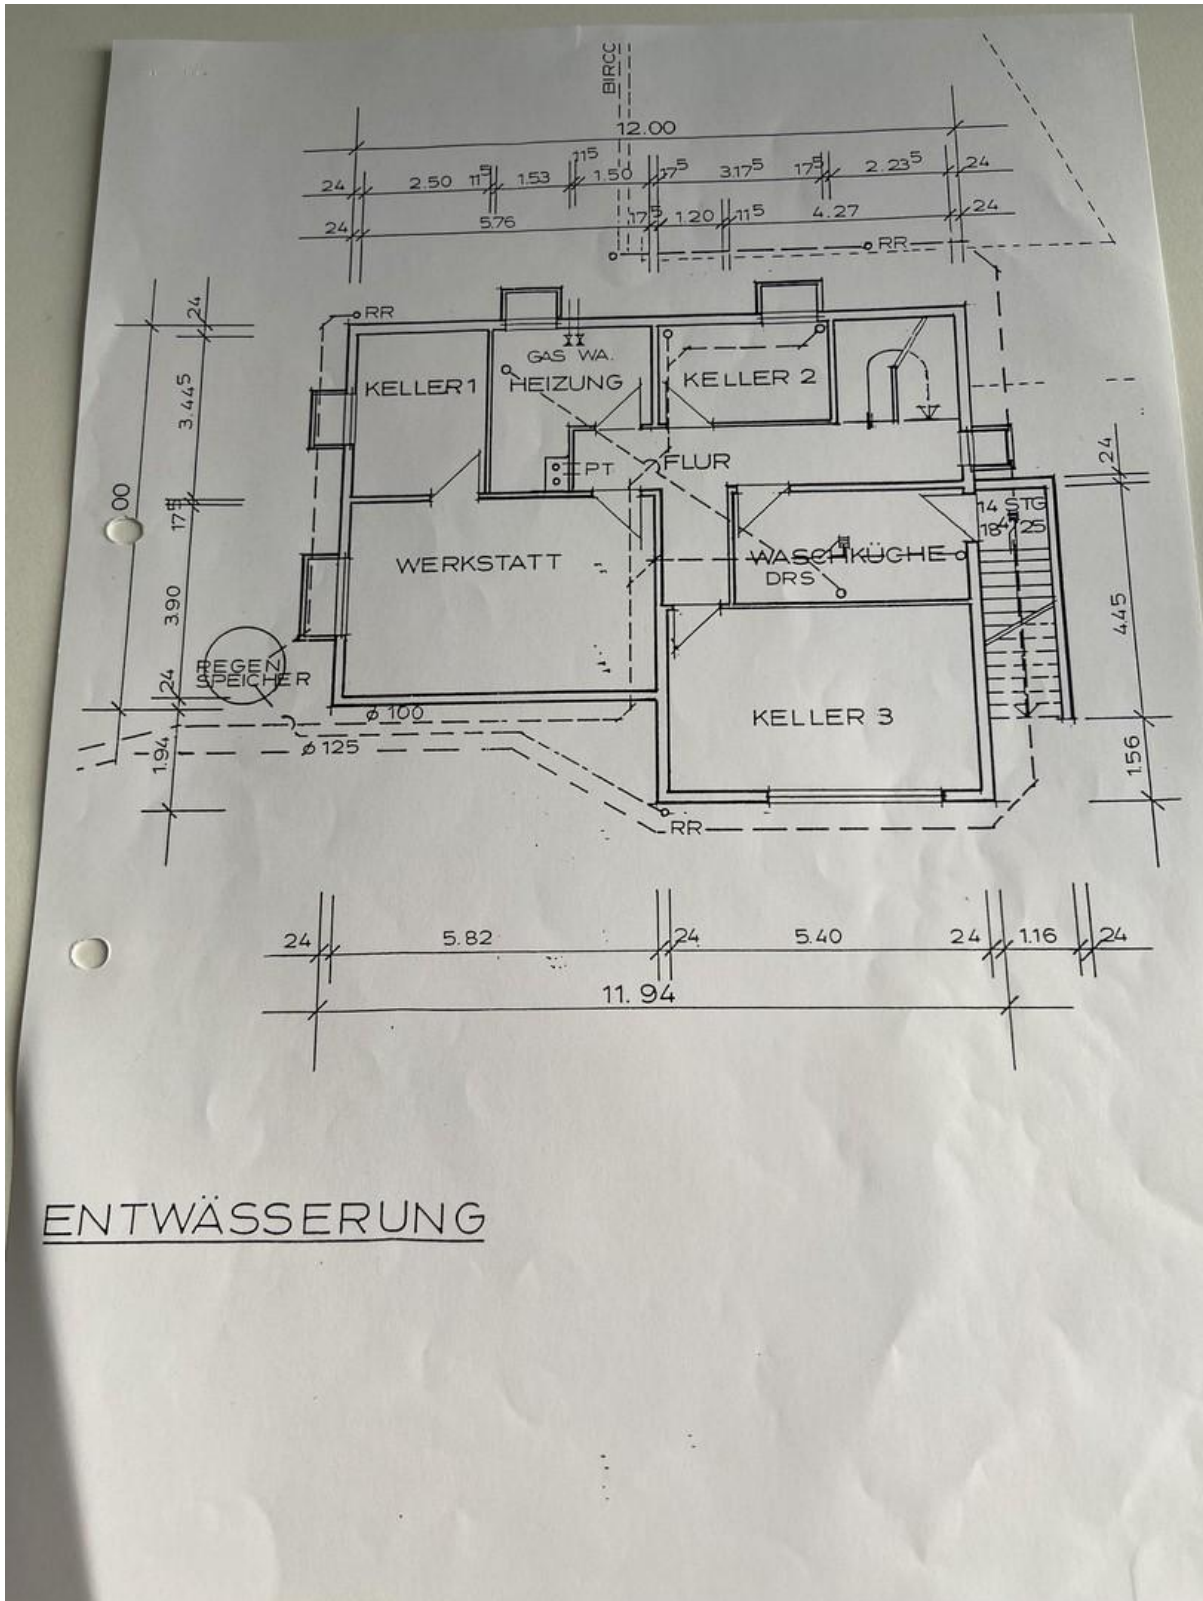 BIRCO
12.00
24 2.50 11⁵ 1.53 11⁵ 1.50 17⁵ 3.17⁵ 17⁵ 2.23⁵ 24
24 5.76 17⁵ 1.20 11⁵ 4.27 24
RR
RR
24
3.445
17⁵
3.90
24
1.94
00
KELLER 1
GAS WA.
HEIZUNG
KELLER 2
PT
FLUR
WERKSTATT
WASCHKÜCHE
DRS
14 STG
18⁴/25
24
4.45
1.56
REGEN
SPEICHER
KELLER 3
ø 100
ø 125
RR
24 5.82 24 5.40 24 1.16 24
11.94
ENTWÄSSERUNG